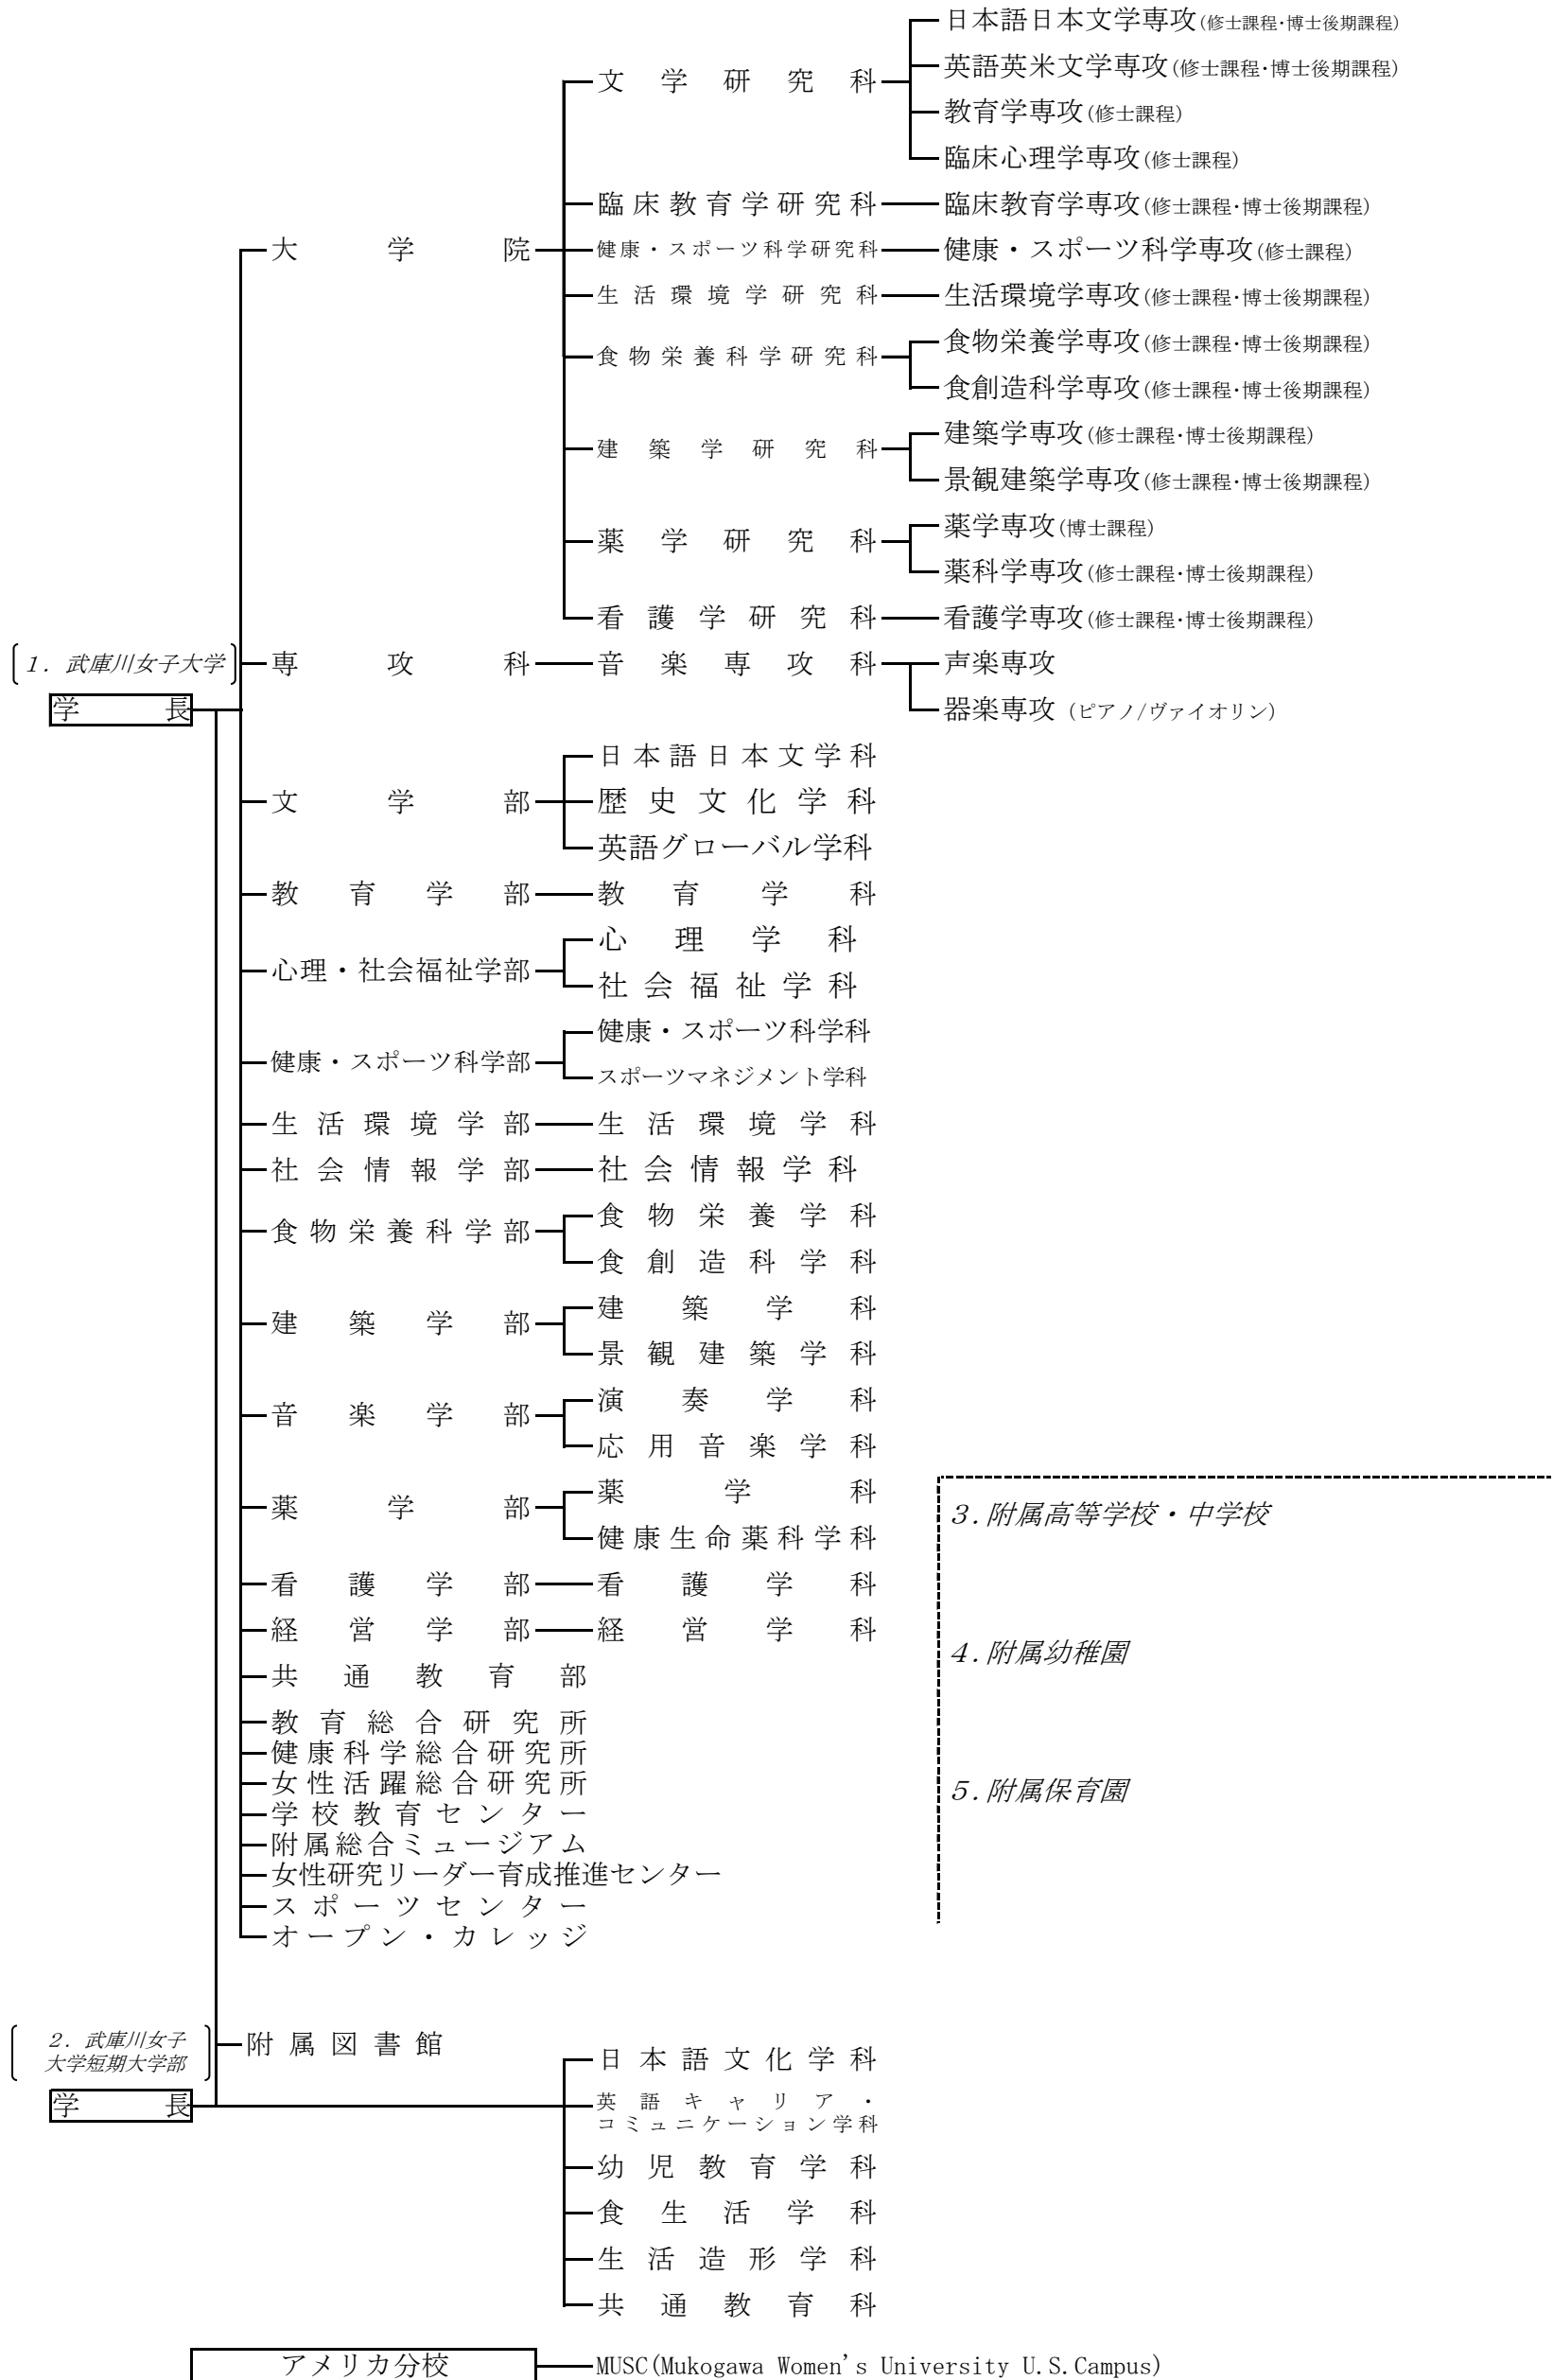 日本語日本文学専攻(修士課程・博士後期課程)
英語英米文学専攻(修士課程・博士後期課程)
文学研究科
教育学専攻(修士課程)
臨床心理学専攻(修士課程)
臨床教育学研究科 臨床教育学専攻(修士課程・博士後期課程)
大学院 健康・スポーツ科学研究科 健康・スポーツ科学専攻(修士課程)
生活環境学研究科 生活環境学専攻(修士課程・博士後期課程)
食物栄養科学研究科 食物栄養学専攻(修士課程・博士後期課程)
食創造科学専攻(修士課程・博士後期課程)
建築学研究科 建築学専攻(修士課程・博士後期課程)
景観建築学専攻(修士課程・博士後期課程)
薬学研究科 薬学専攻(博士課程)
薬科学専攻(修士課程・博士後期課程)
看護学研究科 看護学専攻(修士課程・博士後期課程)
1. 武庫川女子大学 専攻科 音楽専攻科 声楽専攻
学長 器楽専攻(ピアノ/ヴァイオリン)
日本語日本文学科
文学部 歴史文化学科
英語グローバル学科
教育学部 教育学科
心理・社会福祉学部 心理学科
社会福祉学科
健康・スポーツ科学部 健康・スポーツ科学科
スポーツマネジメント学科
生活環境学部 生活環境学科
社会情報学部 社会情報学科
食物栄養科学部 食物栄養学科
食創造科学科
建築学部 建築学科
景観建築学科
音楽学部 演奏学科
応用音楽学科
薬学部 薬学科
健康生命薬科学科
3.附属高等学校・中学校
看護学部 看護学科
経営学部 経営学科
4.附属幼稚園
共通教育部
教育総合研究所
健康科学総合研究所
女性活躍総合研究所
5.附属保育園
学校教育センター
附属総合ミュージアム
女性研究リーダー育成推進センター
スポーツセンター
オープン・カレッジ
2. 武庫川女子
大学短期大学部
附属図書館
学長
日本語文化学科
英語キャリア・
コミュニケーション学科
幼児教育学科
食生活学科
生活造形学科
共通教育科
アメリカ分校 MUSC(Mukogawa Women's University U.S.Campus)